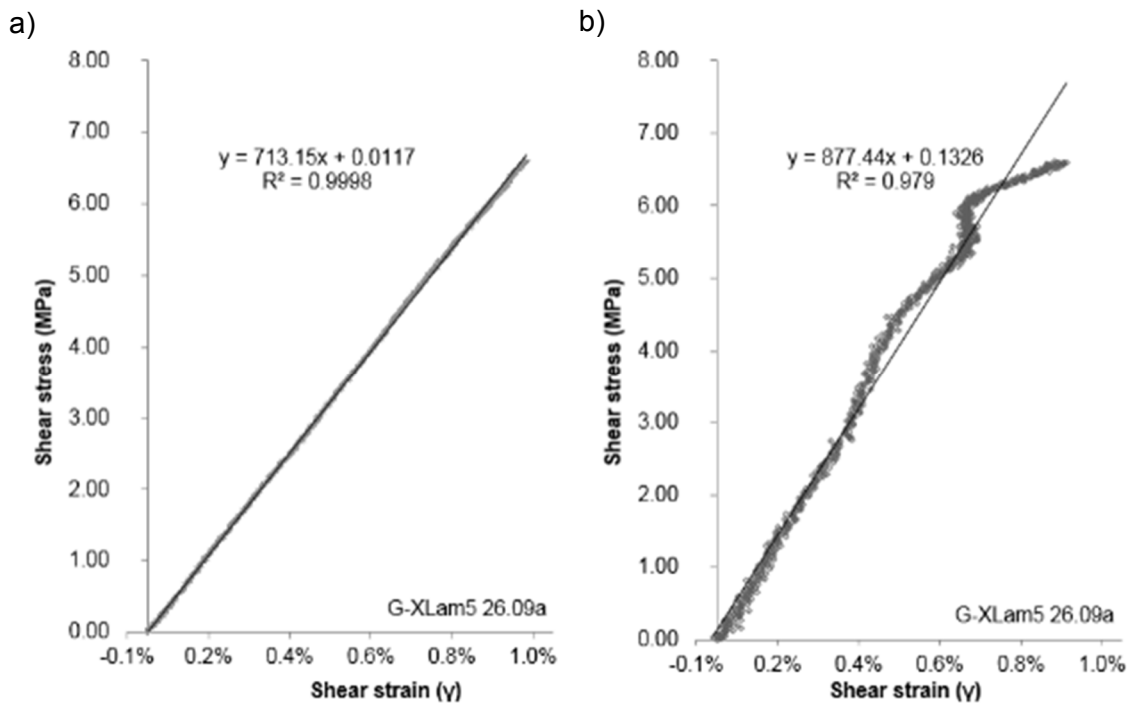 a)
8.00
7.00
6.00
5.00
4.00
3.00
2.00
1.00
0.00
Shear stress (MPa)
y = 713.15x + 0.0117
R² = 0.9998
G-XLam5 26.09a
-0.1% 0.2% 0.4% 0.6% 0.8% 1.0%
Shear strain (γ)
b)
8.00
7.00
6.00
5.00
4.00
3.00
2.00
1.00
0.00
Shear stress (MPa)
y = 877.44x + 0.1326
R² = 0.979
G-XLam5 26.09a
-0.1% 0.2% 0.4% 0.6% 0.8% 1.0%
Shear strain (γ)